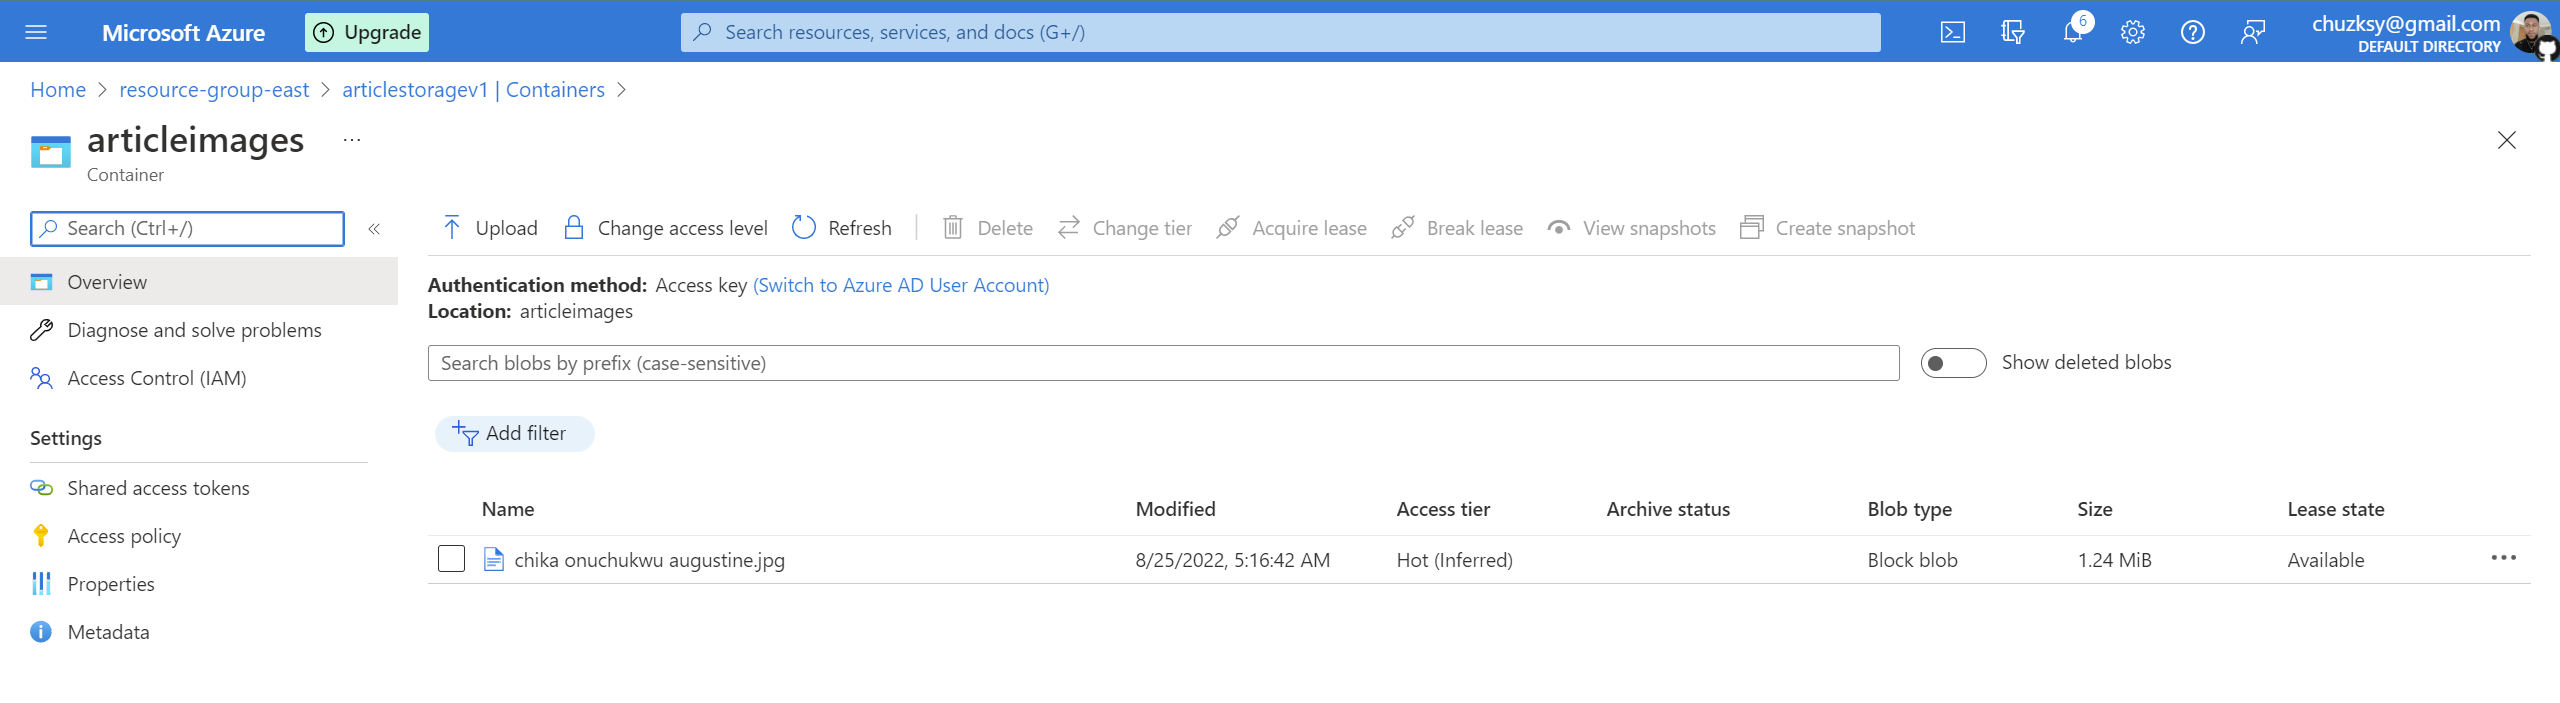 Microsoft Azure
Upgrade
Search resources, services, and docs (G+/)
6
chuzksy@gmail.com
DEFAULT DIRECTORY
Home > resource-group-east > articlestoragev1 | Containers >
articleimages ...
Container
Search (Ctrl+/)
«
Overview
Diagnose and solve problems
Access Control (IAM)
Settings
Shared access tokens
Access policy
Properties
Metadata
Upload Change access level Refresh Delete Change tier Acquire lease Break lease View snapshots Create snapshot
Authentication method: Access key (Switch to Azure AD User Account)
Location: articleimages
Search blobs by prefix (case-sensitive)
Show deleted blobs
Add filter
Name Modified Access tier Archive status Blob type Size Lease state
chika onuchukwu augustine.jpg 8/25/2022, 5:16:42 AM Hot (Inferred) Block blob 1.24 MiB Available ...